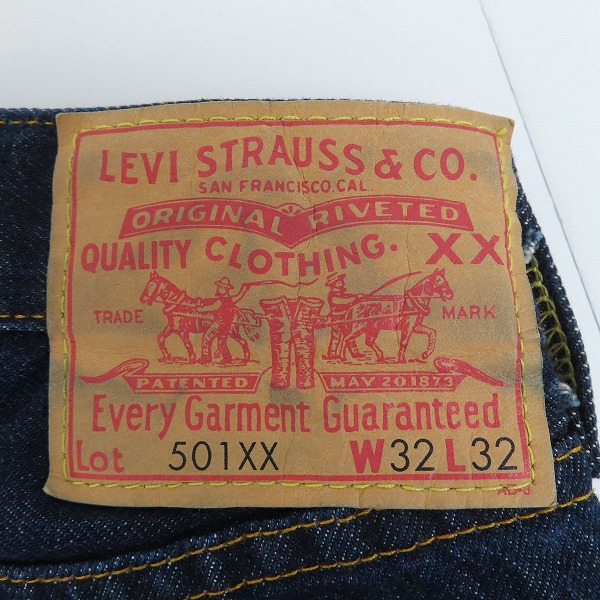 LEVI STRAUSS & CO.
SAN FRANCISCO.CAL
ORIGINAL RIVETED
QUALITY CLOTHING. XX
TRADE MARK
PATENTED MAY 20 1873
Every Garment Guaranteed
Lot 501XX W32 L32